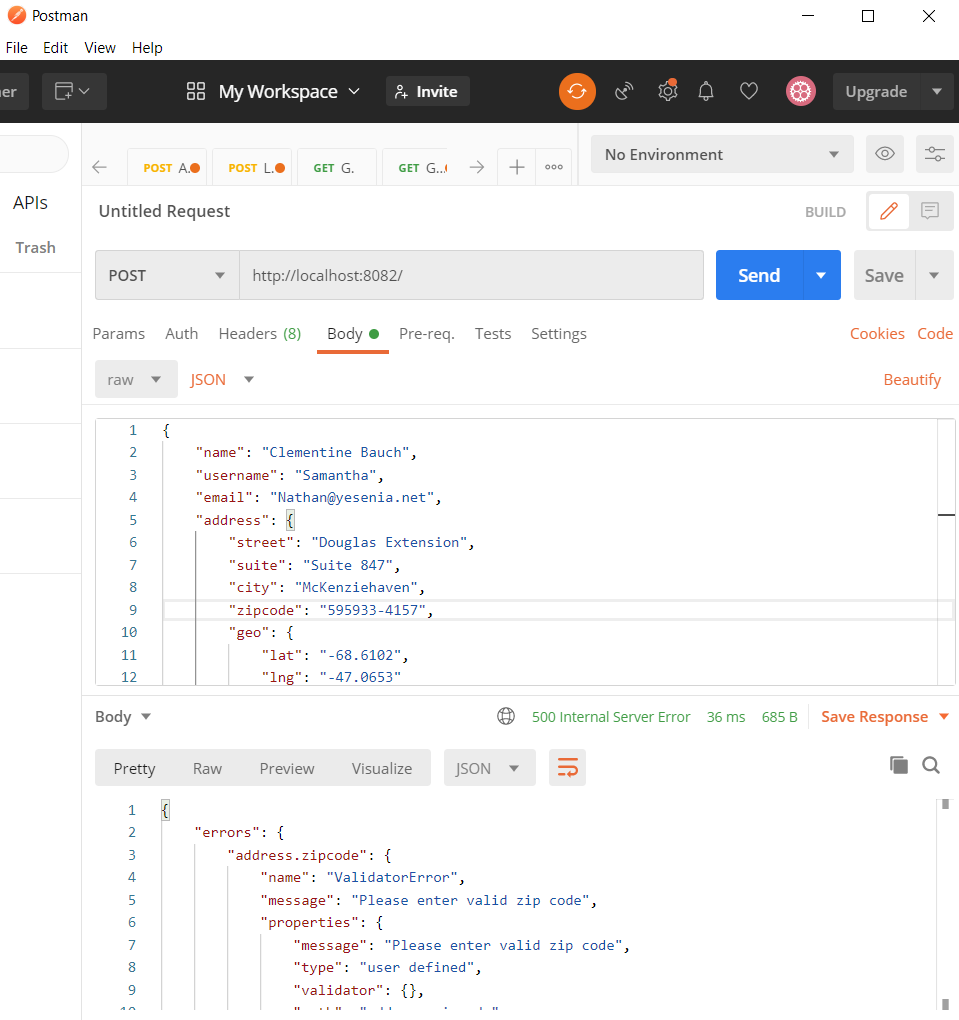 Postman
File Edit View Help
er
My Workspace
Invite
Upgrade
POST A.
POST L.
GET G.
GET G...
No Environment
APIs
Trash
Untitled Request
BUILD
POST
http://localhost:8082/
Send
Save
Params Auth Headers (8) Body Pre-req. Tests Settings
Cookies Code
raw JSON
Beautify
1 {
2 "name": "Clementine Bauch",
3 "username": "Samantha",
4 "email": "Nathan@yesenia.net",
5 "address": {
6 "street": "Douglas Extension",
7 "suite": "Suite 847",
8 "city": "McKenziehaven",
9 "zipcode": "595933-4157",
10 "geo": {
11 "lat": "-68.6102",
12 "lng": "-47.0653"
Body
500 Internal Server Error 36 ms 685 B
Save Response
Pretty Raw Preview Visualize
JSON
1 {
2 "errors": {
3 "address.zipcode": {
4 "name": "ValidatorError",
5 "message": "Please enter valid zip code",
6 "properties": {
7 "message": "Please enter valid zip code",
8 "type": "user defined",
9 "validator": {},